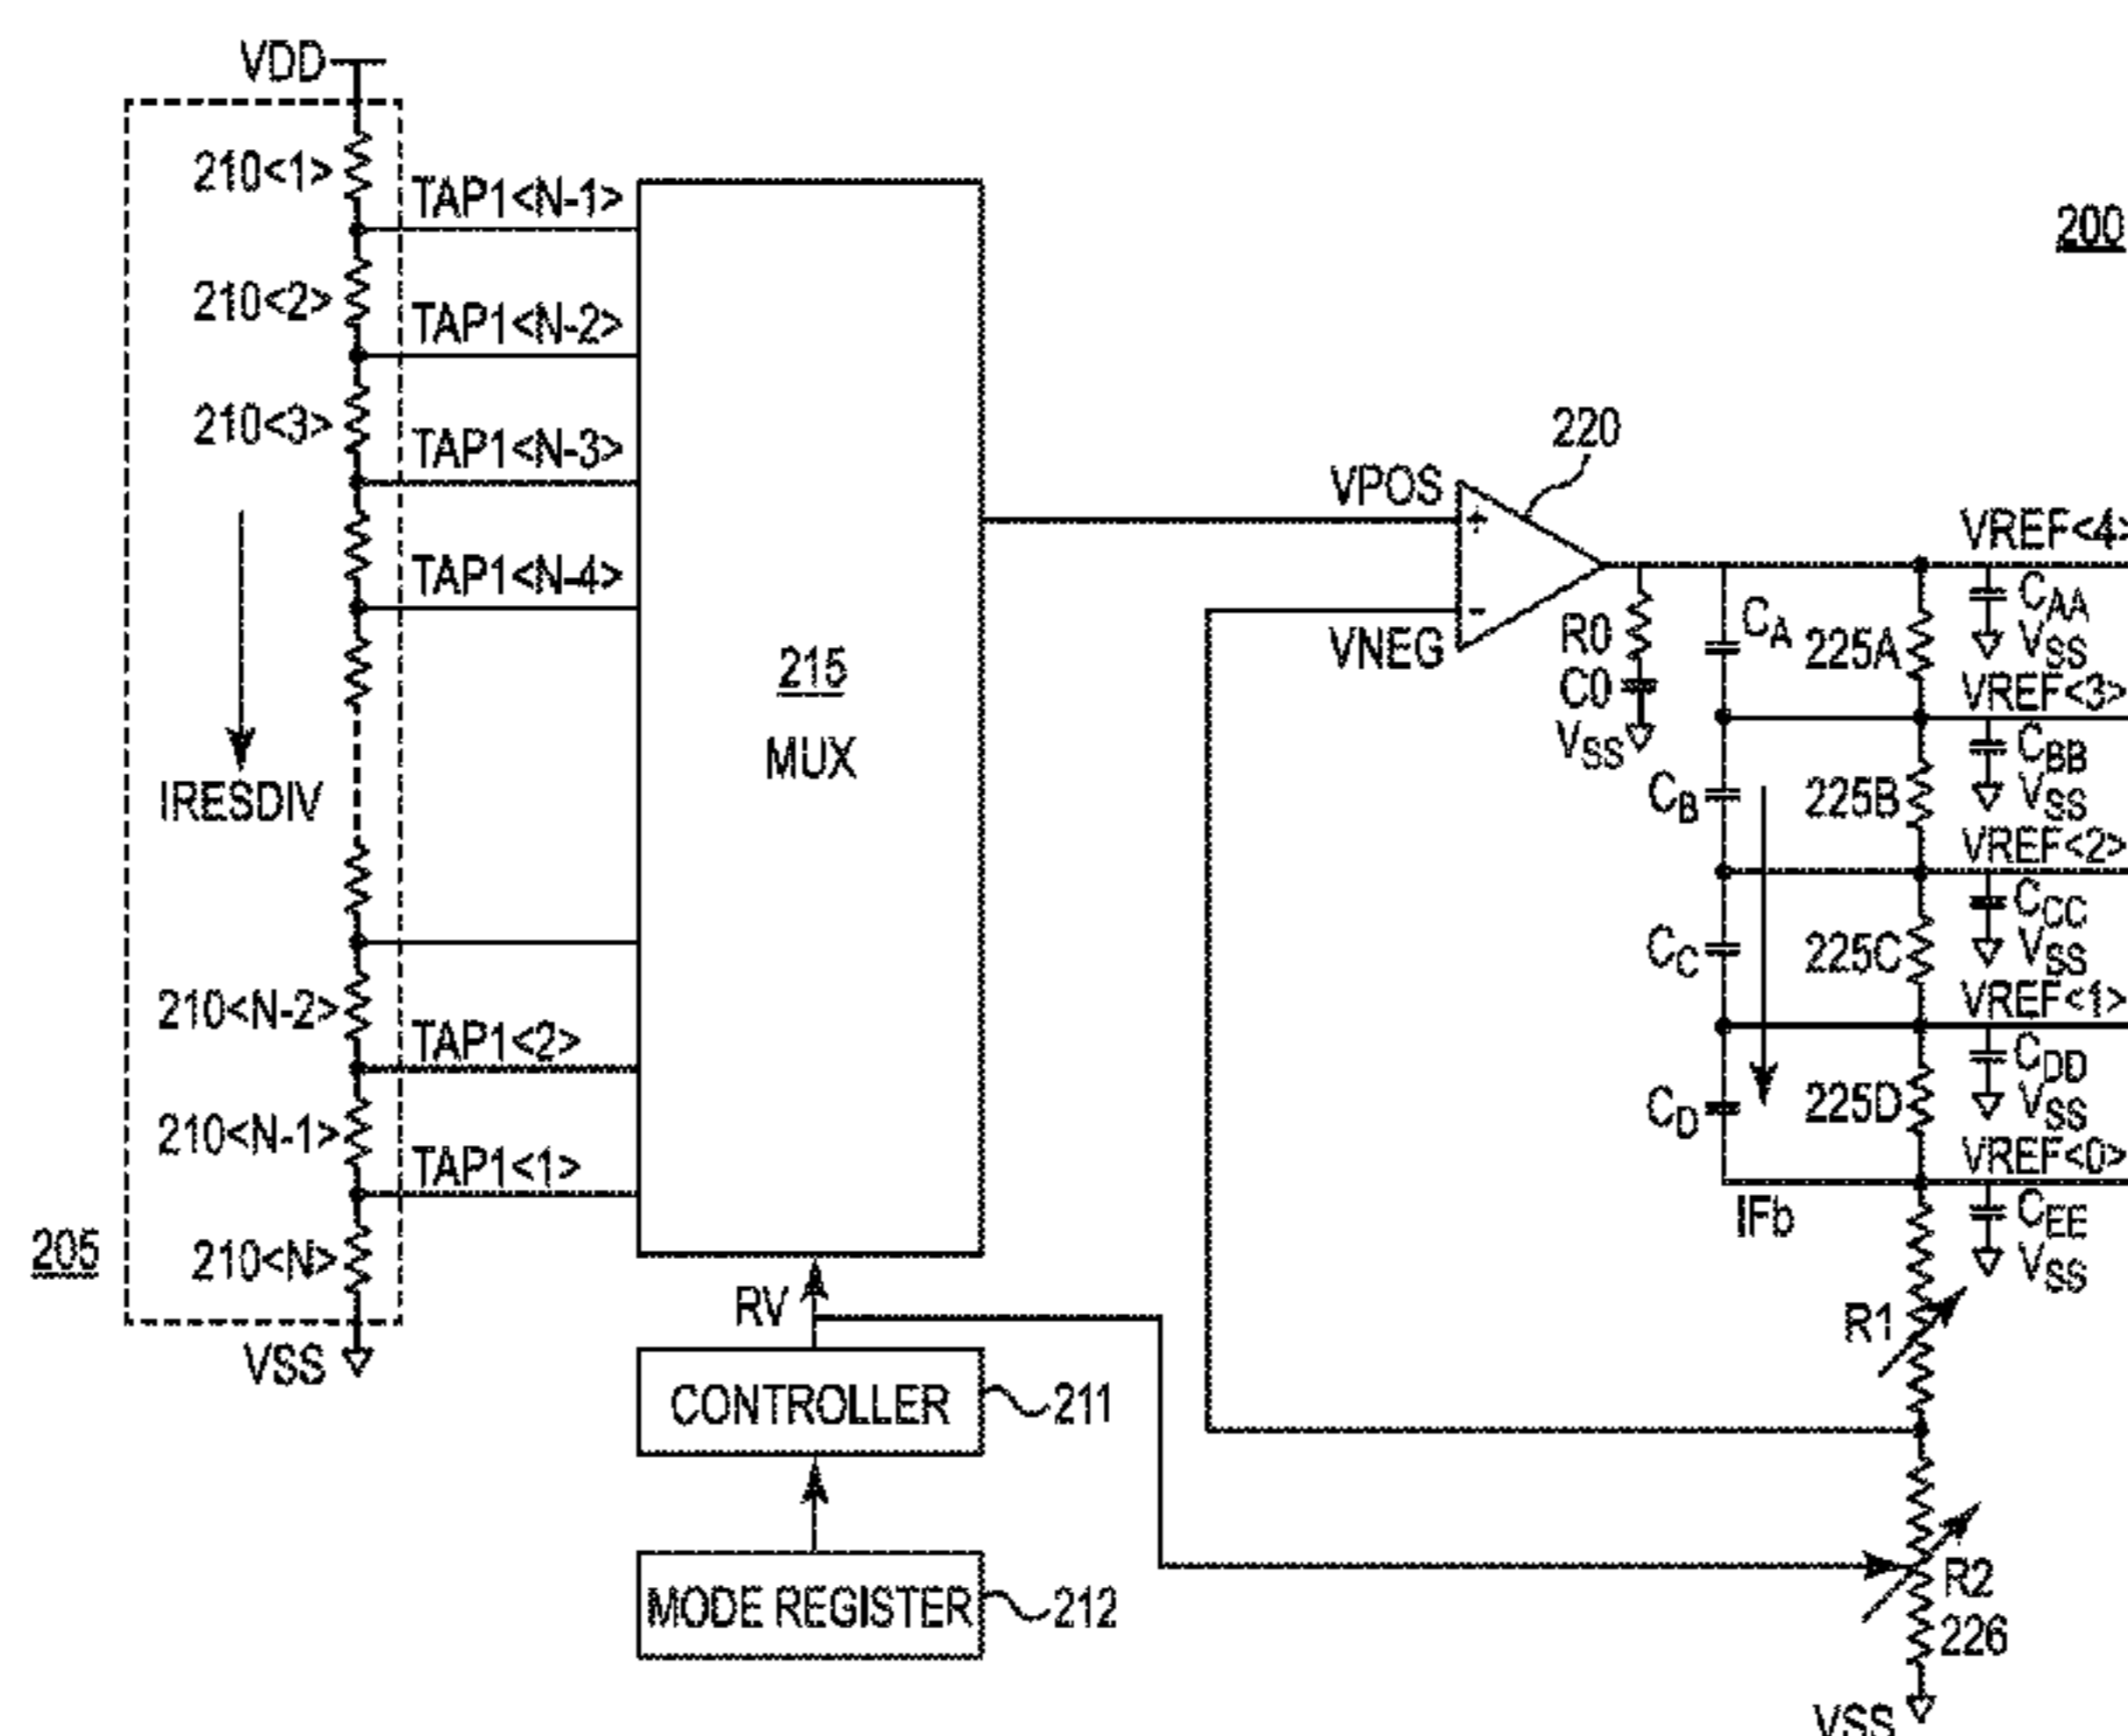 VDD
210<1>
TAP1<N-1>
200
210<2>
TAP1<N-2>
210<3>
TAP1<N-3>
220
VPOS
+
VREF<4>
TAP1<N-4>
CA
CAA
VSS
VNEG
-
R0
225A
215
MUX
C0
VSS
VREF<3>
CBB
VSS
IRESDIV
CB
225B
VREF<2>
CCC
VSS
CC
225C
VREF<1>
210<N-2>
TAP1<2>
CDD
VSS
CD
225D
210<N-1>
TAP1<1>
VREF<0>
IFb
CEE
VSS
205
210<N>
RV
R1
VSS
CONTROLLER
211
MODE REGISTER
212
R2
226
VSS